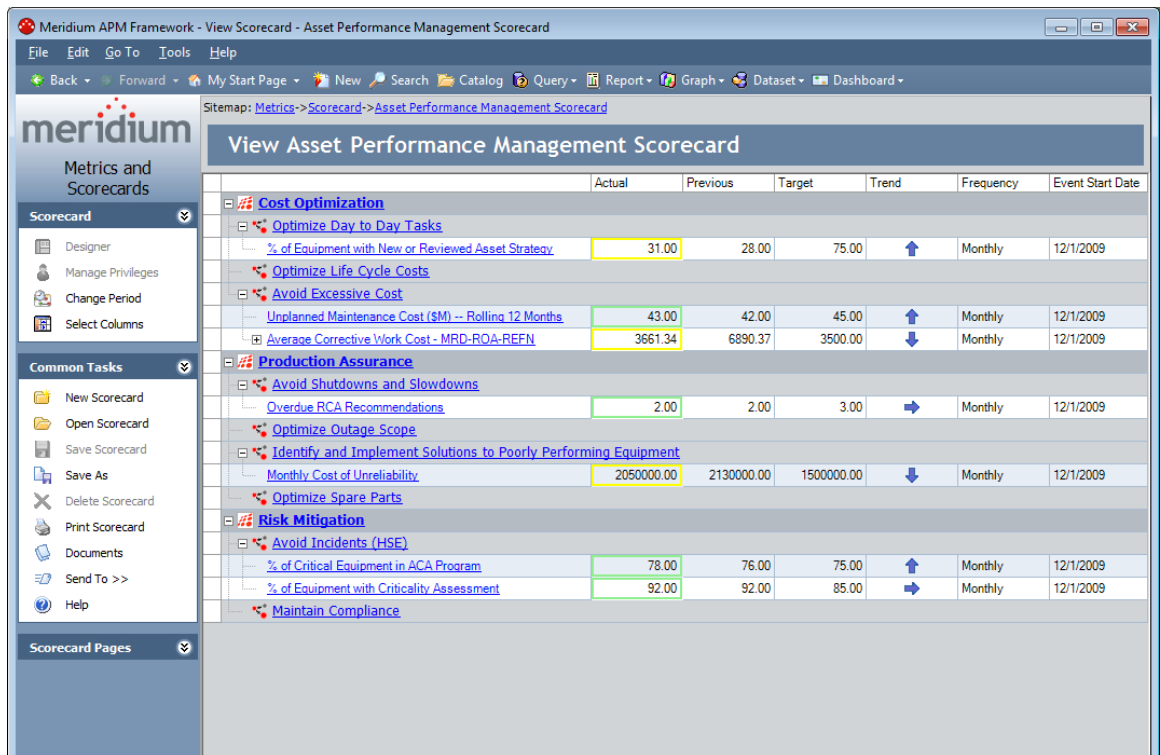 Meridium APM Framework - View Scorecard - Asset Performance Management Scorecard
File Edit Go To Tools Help
Back Forward My Start Page New Search Catalog Query Report Graph Dataset Dashboard
meridium
Metrics and
Scorecards
Scorecard
Designer
Manage Privileges
Change Period
Select Columns
Common Tasks
New Scorecard
Open Scorecard
Save Scorecard
Save As
Delete Scorecard
Print Scorecard
Documents
Send To >>
Help
Scorecard Pages
Sitemap: Metrics->Scorecard->Asset Performance Management Scorecard
View Asset Performance Management Scorecard
Actual Previous Target Trend Frequency Event Start Date
Cost Optimization
Optimize Day to Day Tasks
% of Equipment with New or Reviewed Asset Strategy 31.00 28.00 75.00 Monthly 12/1/2009
Optimize Life Cycle Costs
Avoid Excessive Cost
Unplanned Maintenance Cost ($M) -- Rolling 12 Months 43.00 42.00 45.00 Monthly 12/1/2009
Average Corrective Work Cost - MRD-ROA-REFN 3661.34 6890.37 3500.00 Monthly 12/1/2009
Production Assurance
Avoid Shutdowns and Slowdowns
Overdue RCA Recommendations 2.00 2.00 3.00 Monthly 12/1/2009
Optimize Outage Scope
Identify and Implement Solutions to Poorly Performing Equipment
Monthly Cost of Unreliability 2050000.00 2130000.00 1500000.00 Monthly 12/1/2009
Optimize Spare Parts
Risk Mitigation
Avoid Incidents (HSE)
% of Critical Equipment in ACA Program 78.00 76.00 75.00 Monthly 12/1/2009
% of Equipment with Criticality Assessment 92.00 92.00 85.00 Monthly 12/1/2009
Maintain Compliance